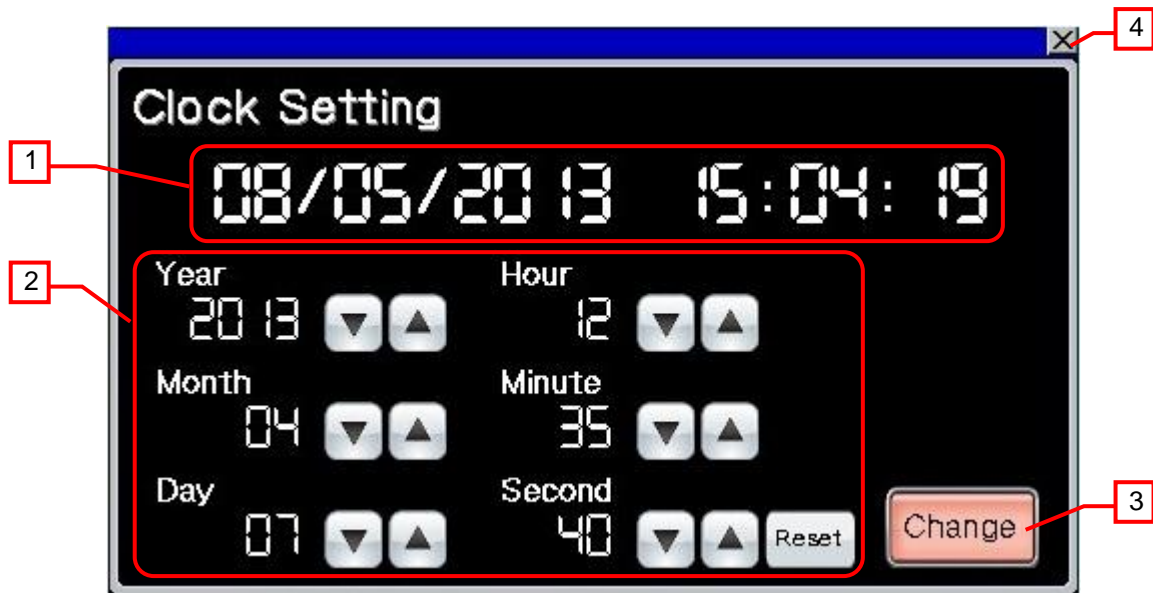 4
Clock Setting
1
08/05/2013 15:04:19
2
Year Hour
2013 12
Month Minute
04 35
Day Second
07 40 Reset
Change
3